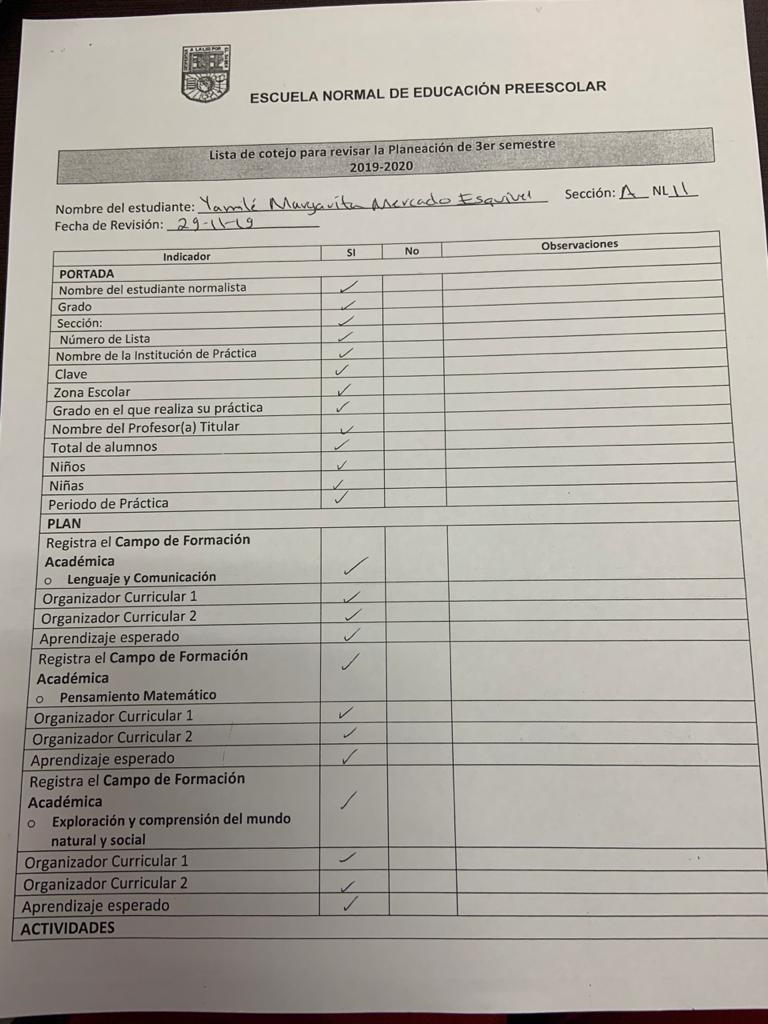 ESCUELA NORMAL DE EDUCACIÓN PREESCOLAR
Lista de cotejo para revisar la Planeación de 3er semestre
2019-2020
Nombre del estudiante: Yamlé Margarita Mercado Esquivel Sección: A NL 11
Fecha de Revisión: 29-11-19
Indicador SI No Observaciones
PORTADA
Nombre del estudiante normalista ✓
Grado ✓
Sección: ✓
Número de Lista ✓
Nombre de la Institución de Práctica ✓
Clave ✓
Zona Escolar ✓
Grado en el que realiza su práctica ✓
Nombre del Profesor(a) Titular ✓
Total de alumnos ✓
Niños ✓
Niñas ✓
Periodo de Práctica ✓
PLAN
Registra el Campo de Formación
Académica ✓
o Lenguaje y Comunicación
Organizador Curricular 1 ✓
Organizador Curricular 2 ✓
Aprendizaje esperado ✓
Registra el Campo de Formación ✓
Académica
o Pensamiento Matemático
Organizador Curricular 1 ✓
Organizador Curricular 2 ✓
Aprendizaje esperado ✓
Registra el Campo de Formación
Académica ✓
o Exploración y comprensión del mundo
natural y social
Organizador Curricular 1 ✓
Organizador Curricular 2 ✓
Aprendizaje esperado ✓
ACTIVIDADES